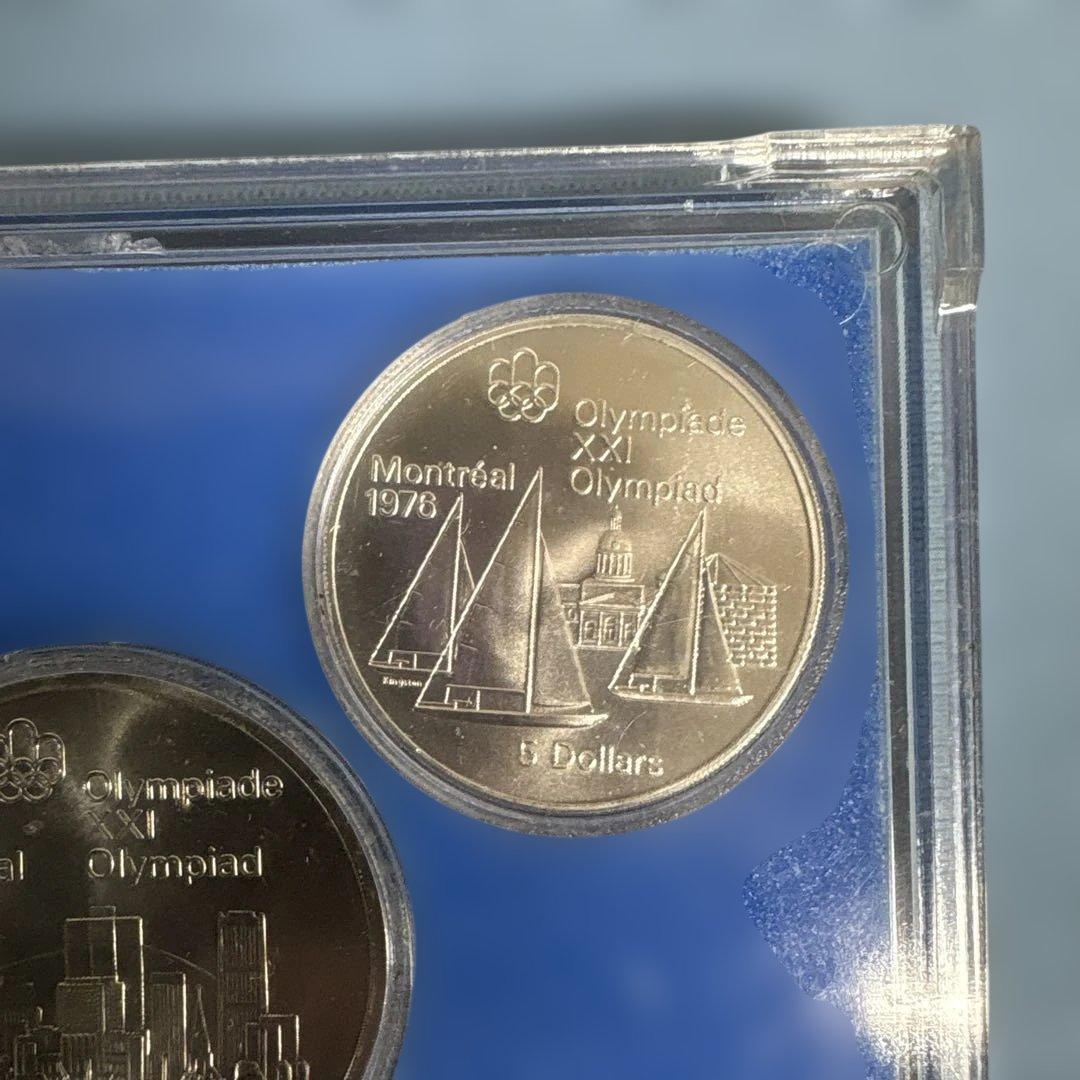 Olympiade
XXI
Olympiad
Montréal
1976
Kingston
5 Dollars
Olympiade
XXI
Olympiad
al